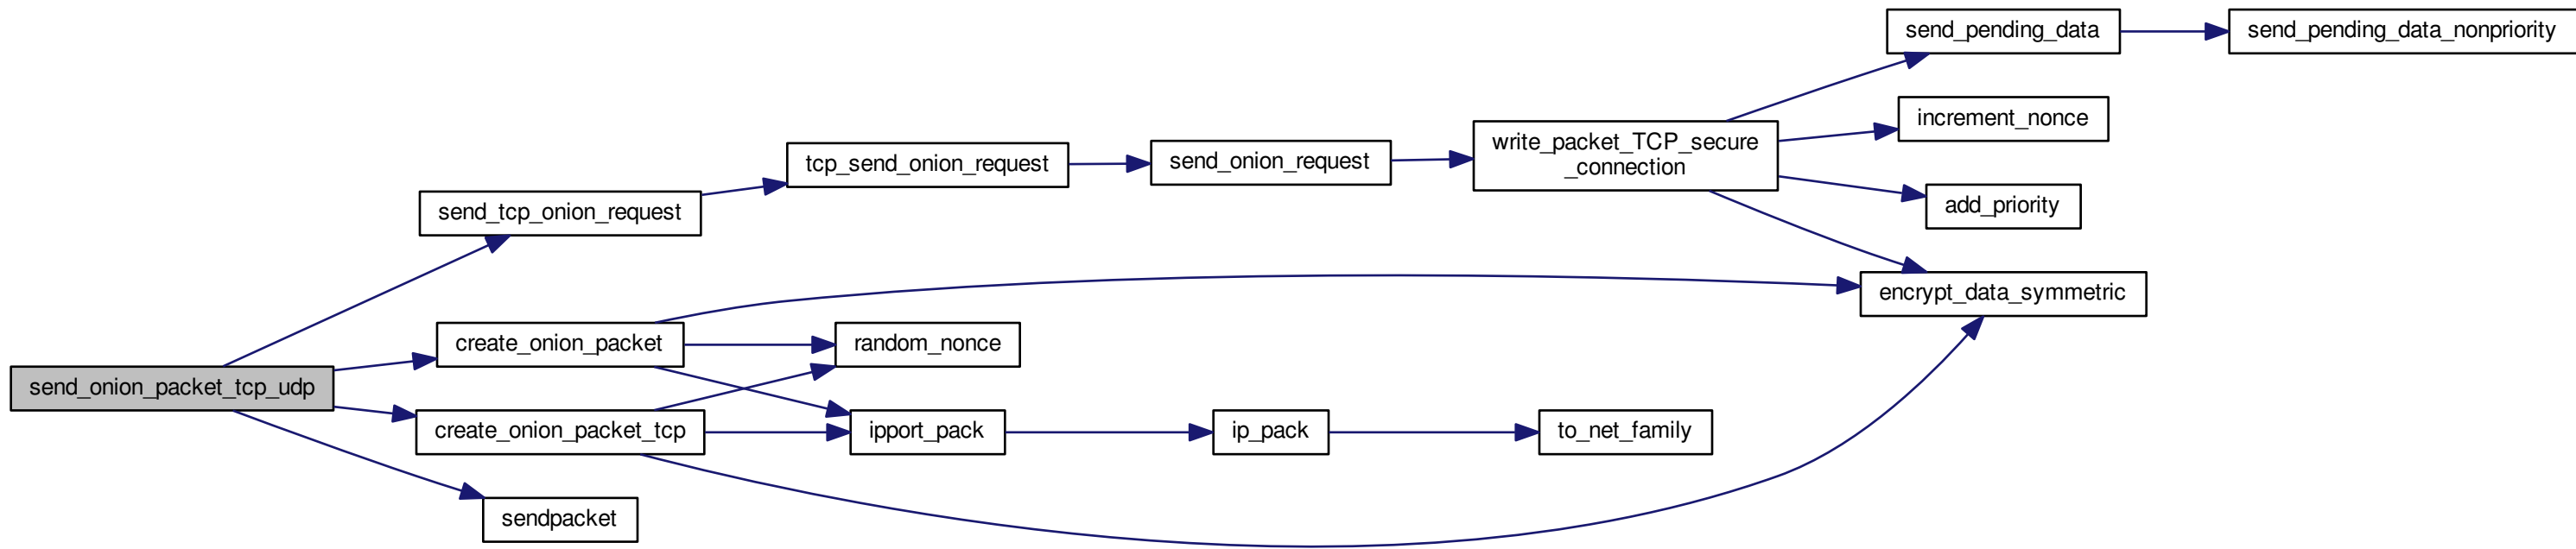 send_pending_data
send_pending_data_nonpriority
increment_nonce
write_packet_TCP_secure
_connection
tcp_send_onion_request
send_onion_request
send_tcp_onion_request
add_priority
encrypt_data_symmetric
create_onion_packet
random_nonce
send_onion_packet_tcp_udp
create_onion_packet_tcp
ipport_pack
ip_pack
to_net_family
sendpacket